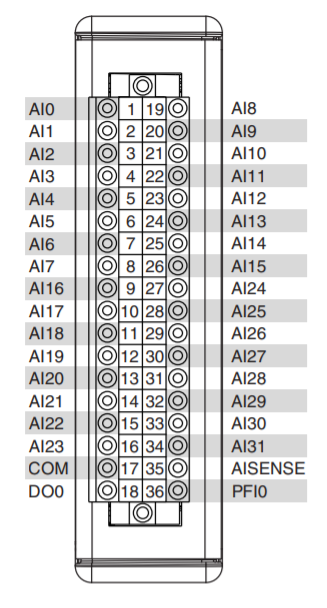 AI0 1 19 AI8
AI1 2 20 AI9
AI2 3 21 AI10
AI3 4 22 AI11
AI4 5 23 AI12
AI5 6 24 AI13
AI6 7 25 AI14
AI7 8 26 AI15
AI16 9 27 AI24
AI17 10 28 AI25
AI18 11 29 AI26
AI19 12 30 AI27
AI20 13 31 AI28
AI21 14 32 AI29
AI22 15 33 AI30
AI23 16 34 AI31
COM 17 35 AISENSE
DO0 18 36 PFI0